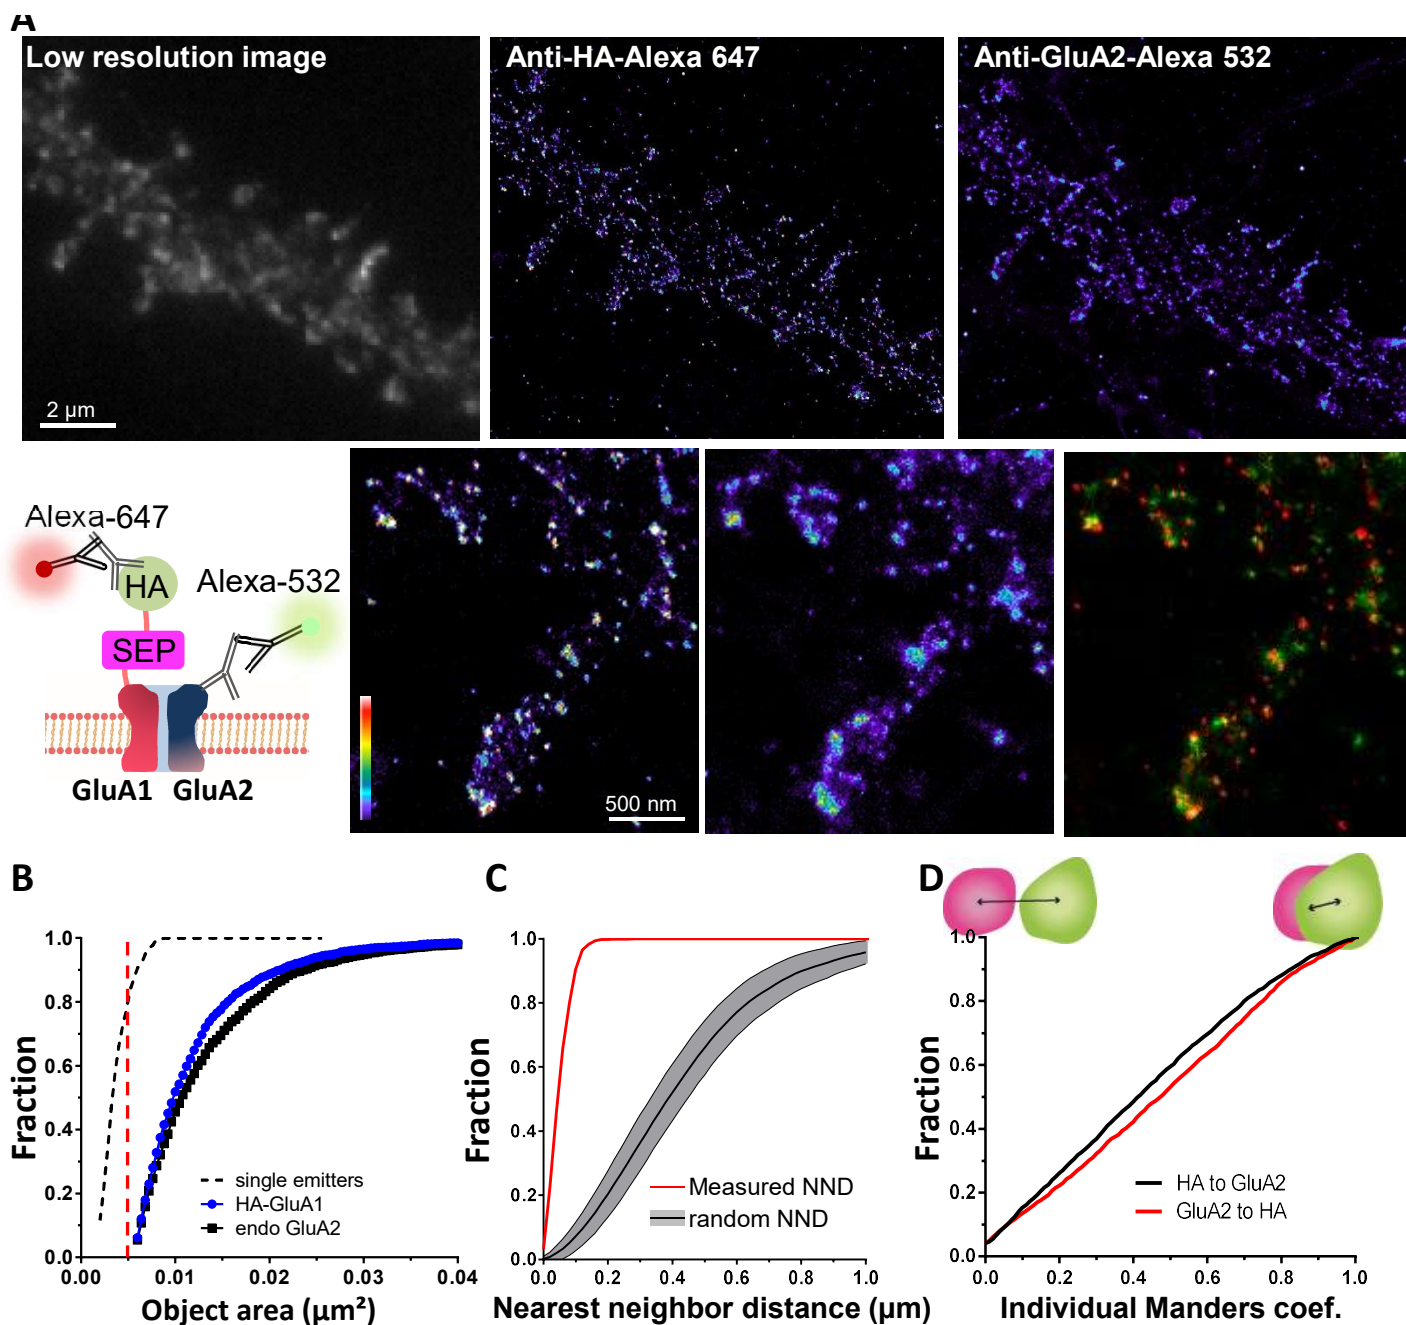 A
Low resolution image
Anti-HA-Alexa 647
Anti-GluA2-Alexa 532
2 µm
Alexa-647
HA
Alexa-532
SEP
GluA1 GluA2
500 nm
B
1.0
0.8
0.6
0.4
0.2
0.0
0.00 0.01 0.02 0.03 0.04
Fraction
Object area (µm²)
single emitters
HA-GluA1
endo GluA2
C
1.0
0.8
0.6
0.4
0.2
0.0
0.0 0.2 0.4 0.6 0.8 1.0
Fraction
Nearest neighbor distance (µm)
Measured NND
random NND
D
1.0
0.8
0.6
0.4
0.2
0.0
0.0 0.2 0.4 0.6 0.8 1.0
Fraction
Individual Manders coef.
HA to GluA2
GluA2 to HA